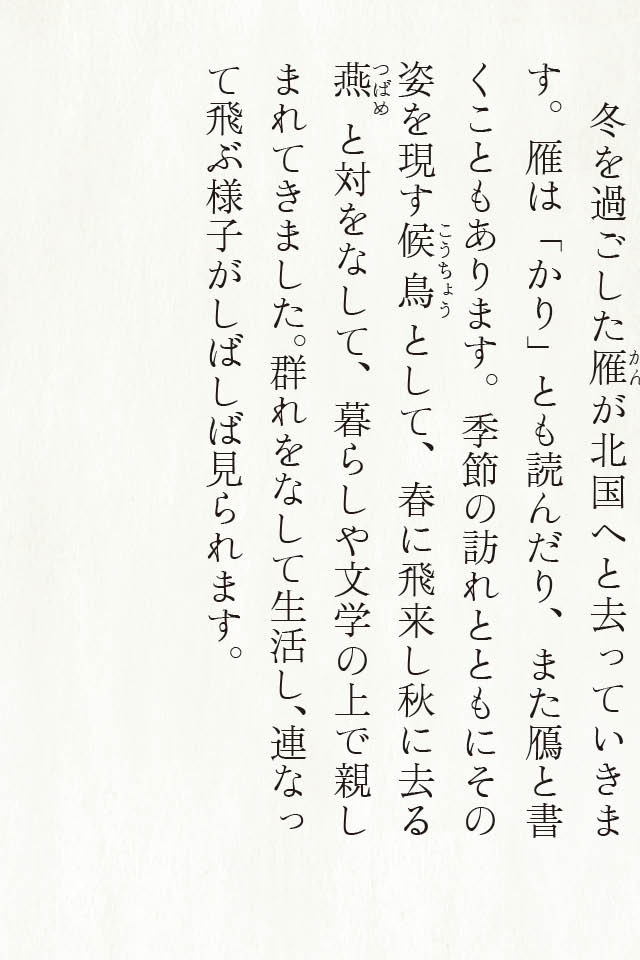 冬を過ごした雁が北国へと去っていきま
す。雁は「かり」とも読んだり、また鴈と書
くこともあります。季節の訪れとともにその
姿を現す候鳥として、春に飛来し秋に去る
燕と対をなして、暮らしや文学の上で親し
まれてきました。群れをなして生活し、連なっ
て飛ぶ様子がしばしば見られます。
かん
こうちょう
つばめ